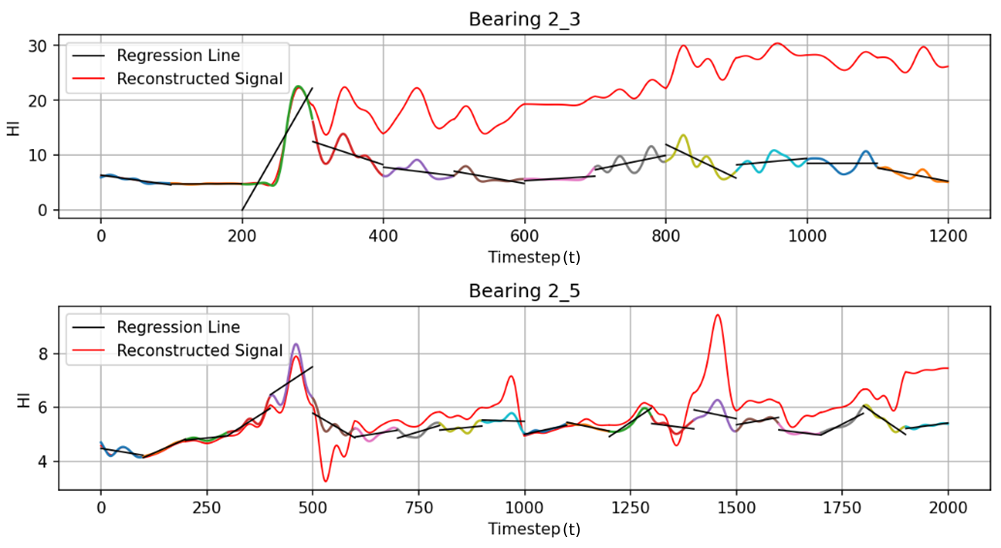 Bearing 2_3
30
20
10
0
HI
Regression Line
Reconstructed Signal
0 200 400 600 800 1000 1200
Timestep(t)
Bearing 2_5
8
6
4
HI
Regression Line
Reconstructed Signal
0 250 500 750 1000 1250 1500 1750 2000
Timestep(t)